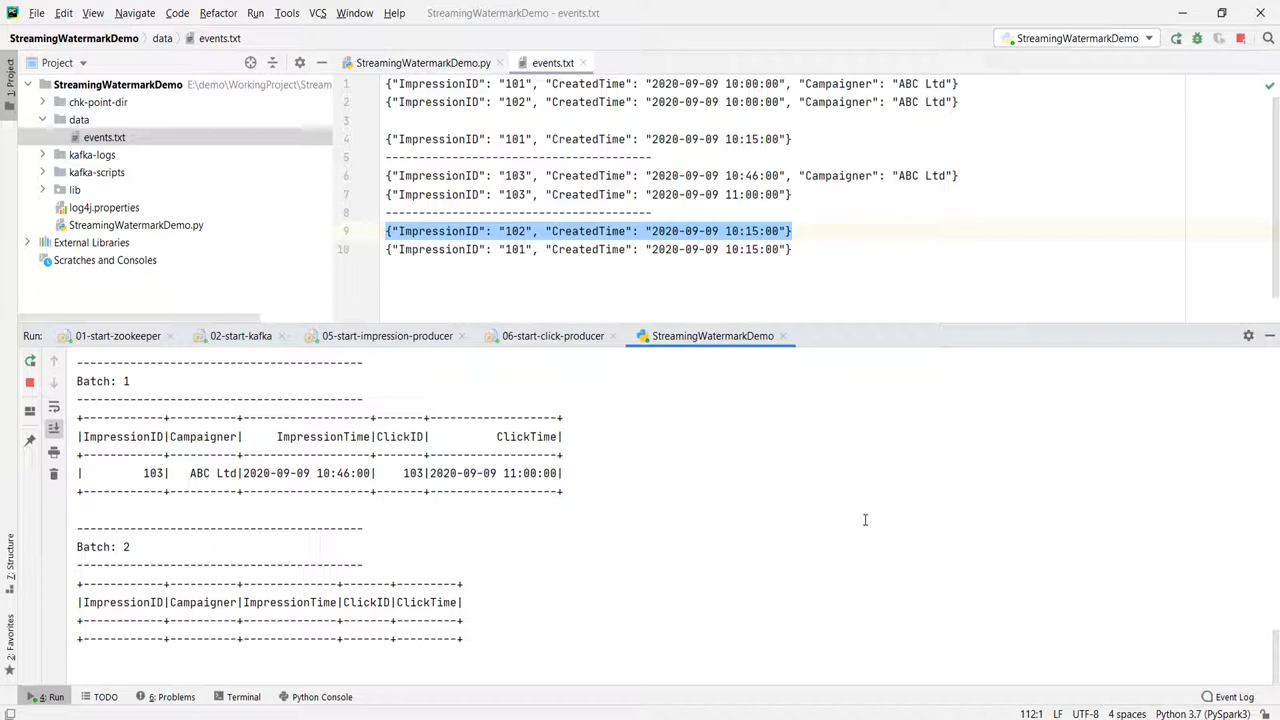 File Edit View Navigate Code Refactor Run Tools VCS Window Help StreamingWatermarkDemo - events.txt
StreamingWatermarkDemo data events.txt StreamingWatermarkDemo
Project StreamingWatermarkDemo.py events.txt
1: Project
StreamingWatermarkDemo E:\demo\WorkingProject\Stream
chk-point-dir
data
events.txt
kafka-logs
kafka-scripts
lib
log4j.properties
StreamingWatermarkDemo.py
External Libraries
Scratches and Consoles
1 {"ImpressionID": "101", "CreatedTime": "2020-09-09 10:00:00", "Campaigner": "ABC Ltd"}
2 {"ImpressionID": "102", "CreatedTime": "2020-09-09 10:00:00", "Campaigner": "ABC Ltd"}
3
4 {"ImpressionID": "101", "CreatedTime": "2020-09-09 10:15:00"}
5 ---------------------------------------
6 {"ImpressionID": "103", "CreatedTime": "2020-09-09 10:46:00", "Campaigner": "ABC Ltd"}
7 {"ImpressionID": "103", "CreatedTime": "2020-09-09 11:00:00"}
8 ---------------------------------------
9 {"ImpressionID": "102", "CreatedTime": "2020-09-09 10:15:00"}
10 {"ImpressionID": "101", "CreatedTime": "2020-09-09 10:15:00"}
Run: 01-start-zookeeper 02-start-kafka 05-start-impression-producer 06-start-click-producer StreamingWatermarkDemo
-------------------------------------------
Batch: 1
-------------------------------------------
+------------+----------+-------------------+-------+-------------------+
|ImpressionID|Campaigner|     ImpressionTime|ClickID|          ClickTime|
+------------+----------+-------------------+-------+-------------------+
|         103|   ABC Ltd|2020-09-09 10:46:00|    103|2020-09-09 11:00:00|
+------------+----------+-------------------+-------+-------------------+
-------------------------------------------
Batch: 2
-------------------------------------------
+------------+----------+--------------+-------+---------+
|ImpressionID|Campaigner|ImpressionTime|ClickID|ClickTime|
+------------+----------+--------------+-------+---------+
+------------+----------+--------------+-------+---------+
7: Structure
2: Favorites
4: Run TODO 6: Problems Terminal Python Console Event Log
112:1 LF UTF-8 4 spaces Python 3.7 (PySpark3)